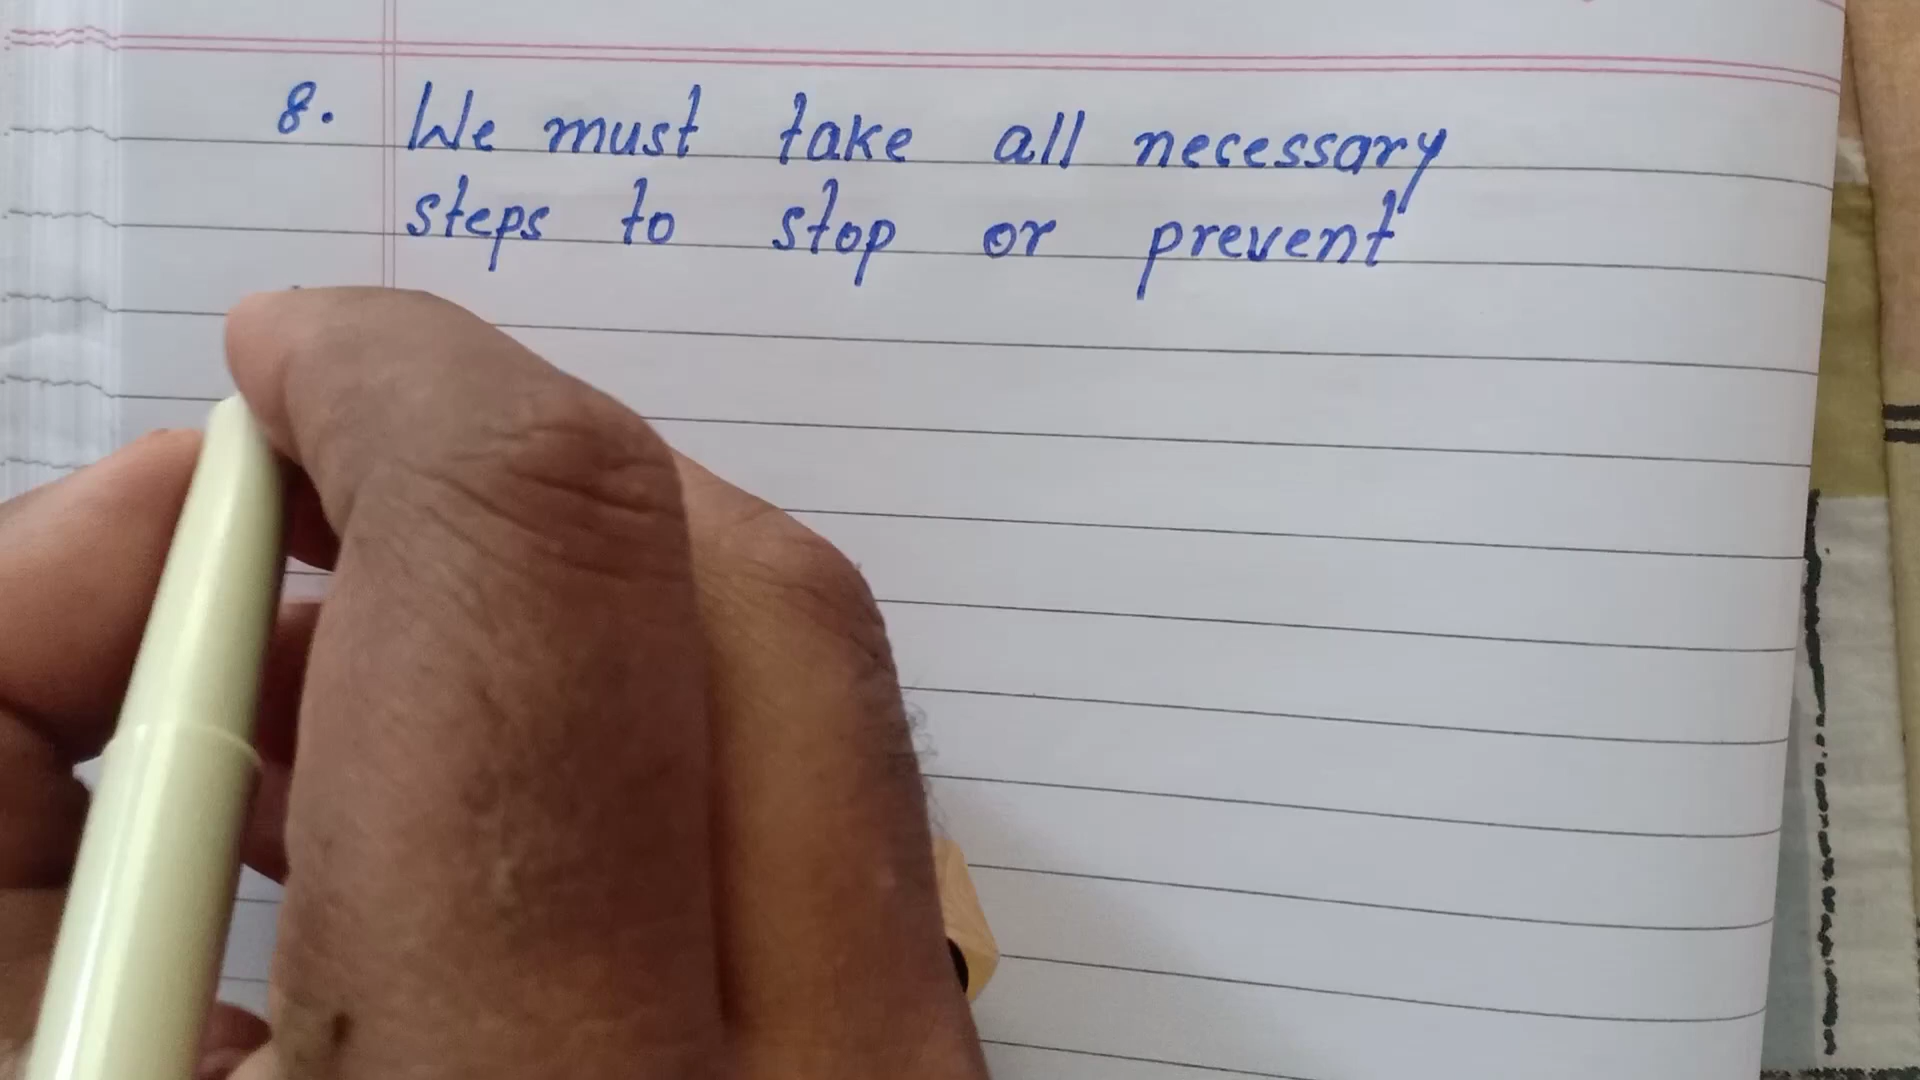 8. We must take all necessary
steps to stop or prevent